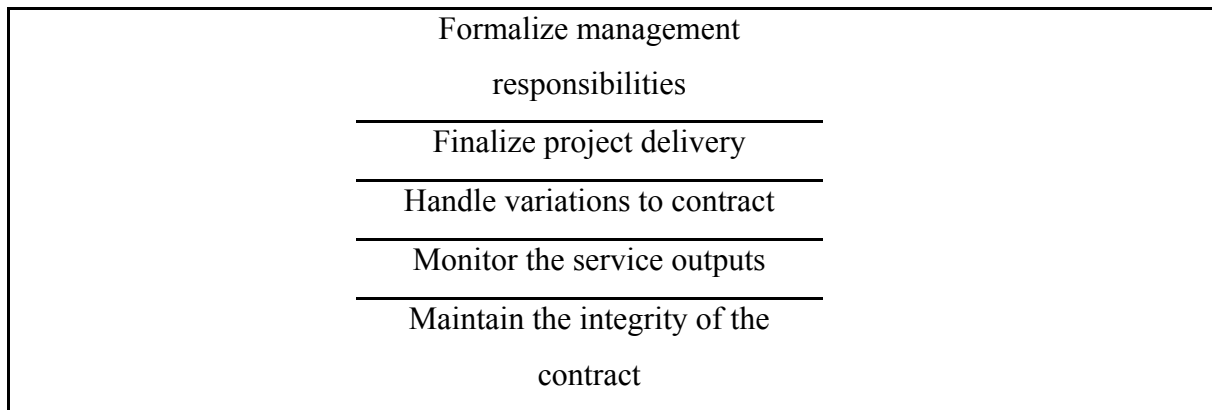 Formalize management
responsibilities
Finalize project delivery
Handle variations to contract
Monitor the service outputs
Maintain the integrity of the
contract